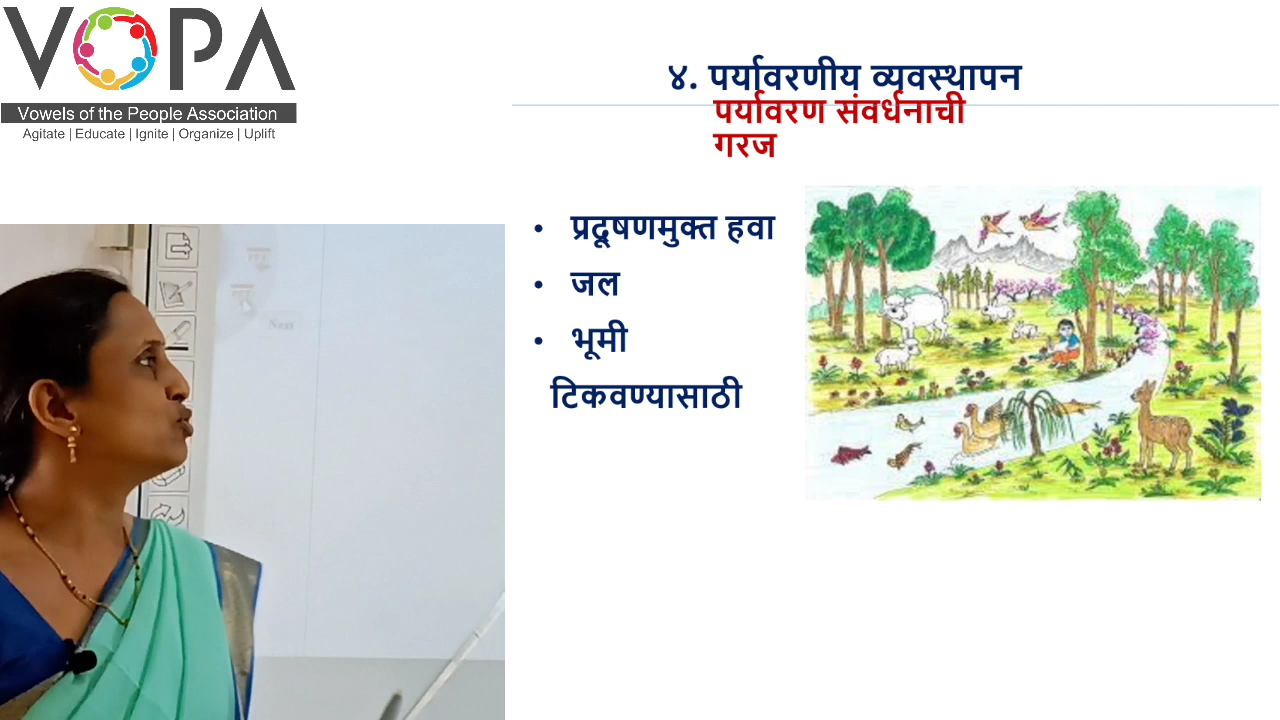 VOPA
Vowels of the People Association
Agitate | Educate | Ignite | Organize | Uplift
४. पर्यावरणीय व्यवस्थापन
पर्यावरण संवर्धनाची
गरज
• प्रदूषणमुक्त हवा
• जल
• भूमी
टिकवण्यासाठी
Next